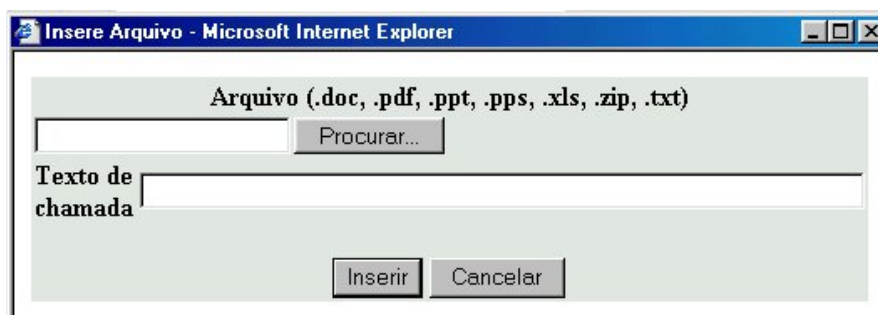 Insere Arquivo - Microsoft Internet Explorer
Arquivo (.doc, .pdf, .ppt, .pps, .xls, .zip, .txt)
Procurar...
Texto de
chamada
Inserir Cancelar